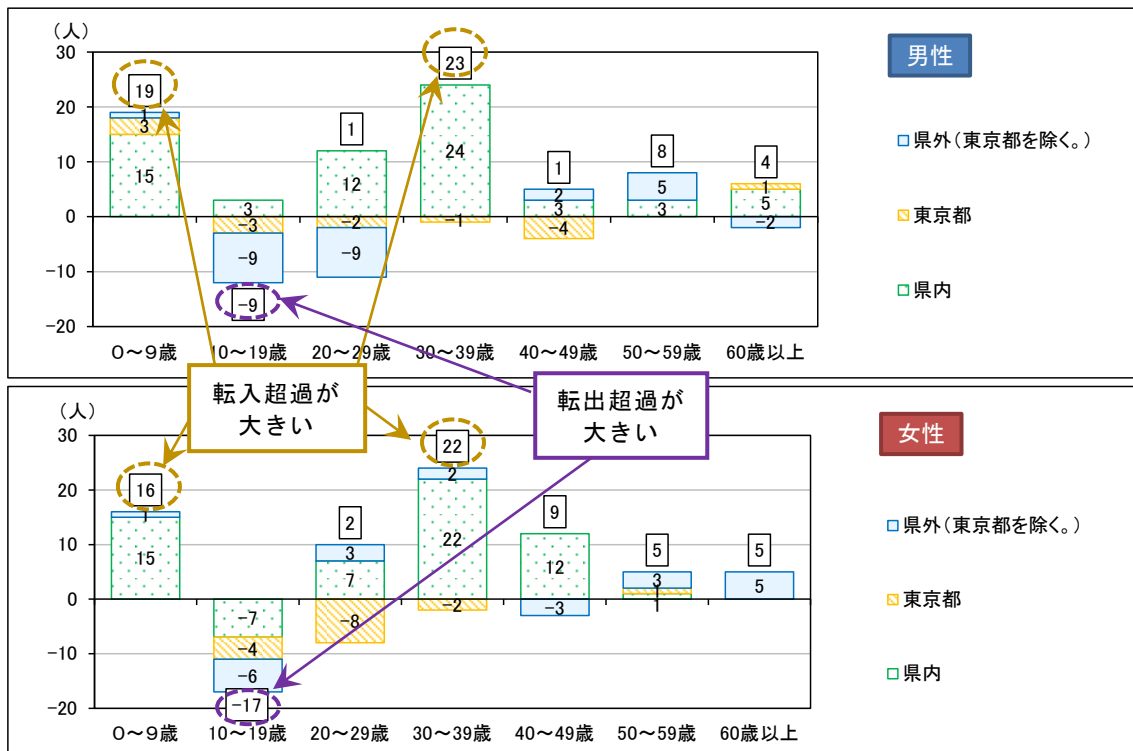 （人）
30
20
10
0
−10
−20
19
1
3
15
3
−3
−9
−9
1
12
−2
−9
23
24
−1
1
2
3
−4
8
5
3
4
1
5
−2
0～9歳
10～19歳
20～29歳
30～39歳
40～49歳
50～59歳
60歳以上
男性
県外（東京都を除く。）
東京都
県内
転入超過が
大きい
転出超過が
大きい
（人）
30
20
10
0
−10
−20
16
1
15
−7
−4
−6
−17
2
3
7
−8
22
2
22
−2
9
12
−3
5
3
1
5
5
0～9歳
10～19歳
20～29歳
30～39歳
40～49歳
50～59歳
60歳以上
女性
県外（東京都を除く。）
東京都
県内